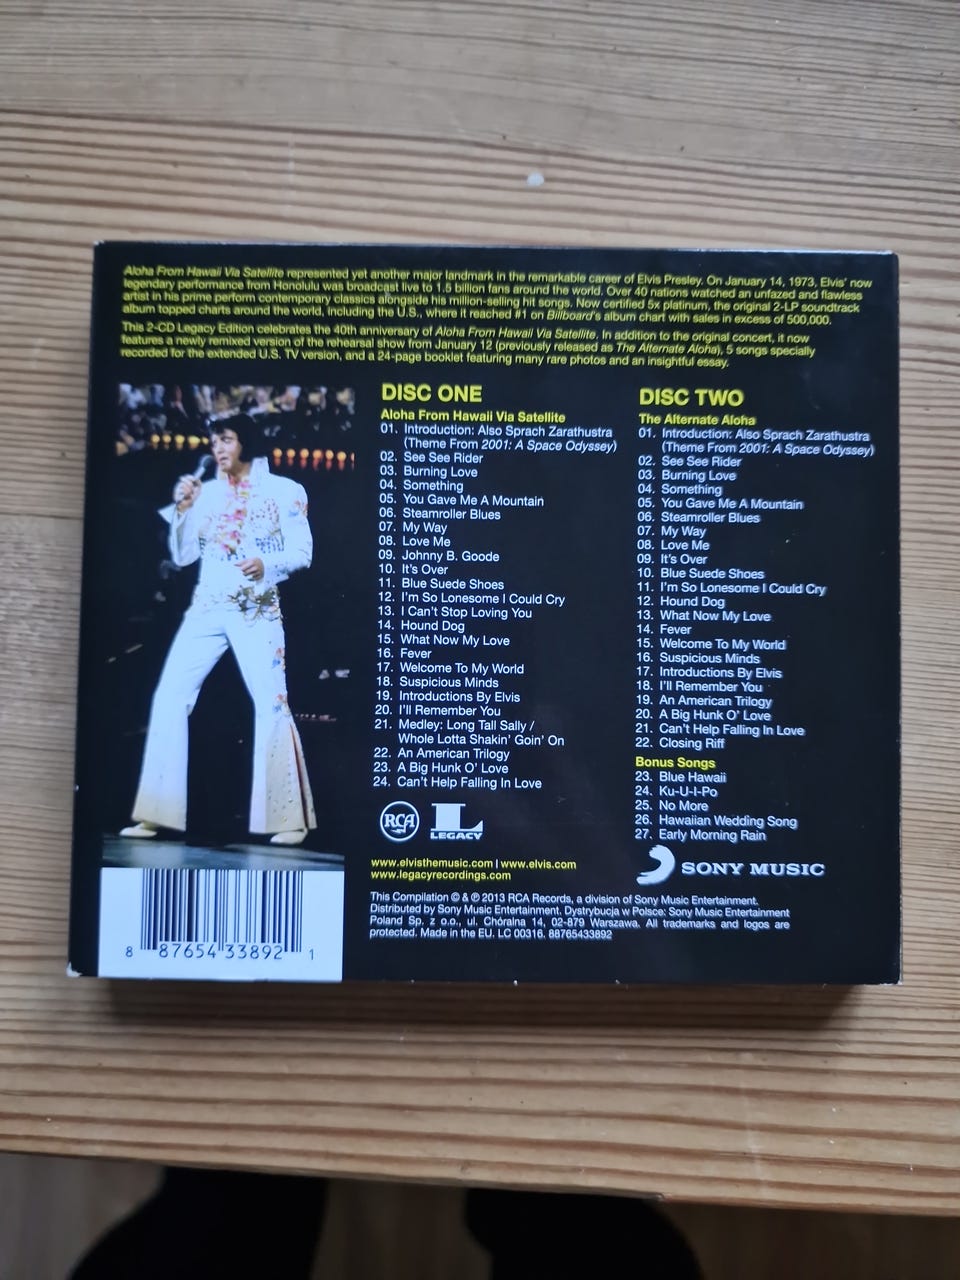 Aloha From Hawaii Via Satellite represented yet another major landmark in the remarkable career of Elvis Presley. On January 14, 1973, Elvis' now
legendary performance from Honolulu was broadcast live to 1.5 billion fans around the world. Over 40 nations watched an unfazed and flawless
artist in his prime perform contemporary classics alongside his million-selling hit songs. Now certified 5x platinum, the original 2-LP soundtrack
album topped charts around the world, including the U.S., where it reached #1 on Billboard's album chart with sales in excess of 500,000.
This 2-CD Legacy Edition celebrates the 40th anniversary of Aloha From Hawaii Via Satellite. In addition to the original concert, it now
features a newly remixed version of the rehearsal show from January 12 (previously released as The Alternate Aloha), 5 songs specially
recorded for the extended U.S. TV version, and a 24-page booklet featuring many rare photos and an insightful essay.
DISC ONE
Aloha From Hawaii Via Satellite
01. Introduction: Also Sprach Zarathustra
(Theme From 2001: A Space Odyssey)
02. See See Rider
03. Burning Love
04. Something
05. You Gave Me A Mountain
06. Steamroller Blues
07. My Way
08. Love Me
09. Johnny B. Goode
10. It's Over
11. Blue Suede Shoes
12. I'm So Lonesome I Could Cry
13. I Can't Stop Loving You
14. Hound Dog
15. What Now My Love
16. Fever
17. Welcome To My World
18. Suspicious Minds
19. Introductions By Elvis
20. I'll Remember You
21. Medley: Long Tall Sally /
Whole Lotta Shakin' Goin' On
22. An American Trilogy
23. A Big Hunk O' Love
24. Can't Help Falling In Love
DISC TWO
The Alternate Aloha
01. Introduction: Also Sprach Zarathustra
(Theme From 2001: A Space Odyssey)
02. See See Rider
03. Burning Love
04. Something
05. You Gave Me A Mountain
06. Steamroller Blues
07. My Way
08. Love Me
09. It's Over
10. Blue Suede Shoes
11. I'm So Lonesome I Could Cry
12. Hound Dog
13. What Now My Love
14. Fever
15. Welcome To My World
16. Suspicious Minds
17. Introductions By Elvis
18. I'll Remember You
19. An American Trilogy
20. A Big Hunk O' Love
21. Can't Help Falling In Love
22. Closing Riff
Bonus Songs
23. Blue Hawaii
24. Ku-U-I-Po
25. No More
26. Hawaiian Wedding Song
27. Early Morning Rain
RCA
L
LEGACY
SONY MUSIC
www.elvisthemusic.com | www.elvis.com
www.legacyrecordings.com
This Compilation © & ℗ 2013 RCA Records, a division of Sony Music Entertainment.
Distributed by Sony Music Entertainment. Dystrybucja w Polsce: Sony Music Entertainment
Poland Sp. z o.o., ul. Chóralna 14, 02-879 Warszawa. All trademarks and logos are
protected. Made in the EU. LC 00316. 88765433892
8 87654 33892 1